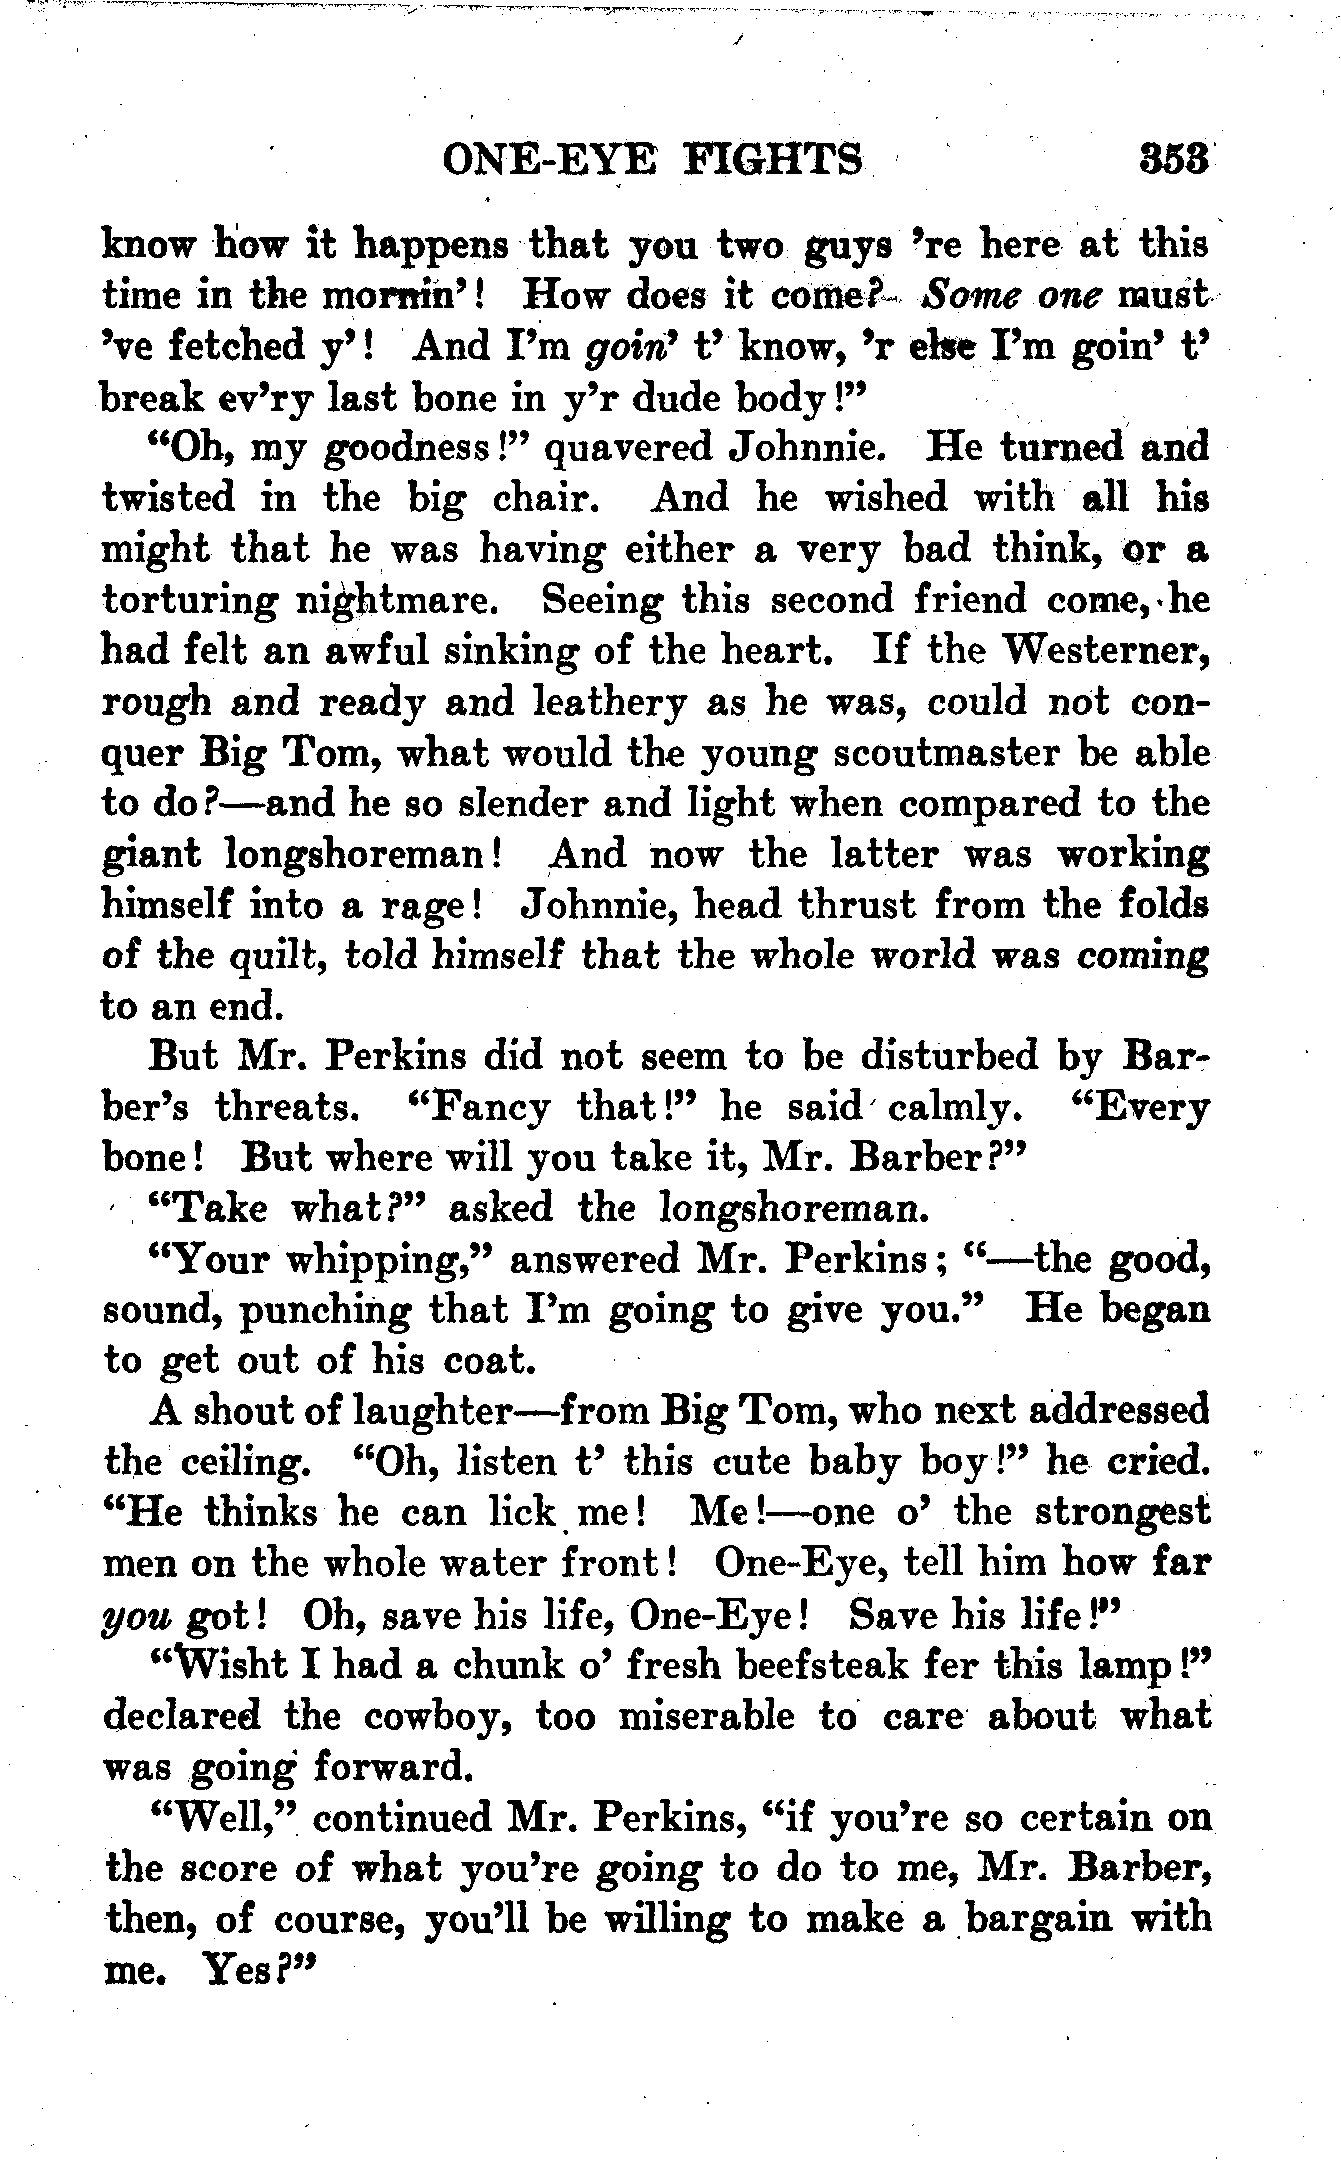 ONE-EYE FIGHTS 353
know how it happens that you two guys 're here at this
time in the mornin'! How does it come? Some one must
've fetched y'! And I'm goin' t' know, 'r else I'm goin' t'
break ev'ry last bone in y'r dude body!"
"Oh, my goodness!" quavered Johnnie. He turned and
twisted in the big chair. And he wished with all his
might that he was having either a very bad think, or a
torturing nightmare. Seeing this second friend come, he
had felt an awful sinking of the heart. If the Westerner,
rough and ready and leathery as he was, could not con-
quer Big Tom, what would the young scoutmaster be able
to do?—and he so slender and light when compared to the
giant longshoreman! And now the latter was working
himself into a rage! Johnnie, head thrust from the folds
of the quilt, told himself that the whole world was coming
to an end.
But Mr. Perkins did not seem to be disturbed by Bar-
ber's threats. "Fancy that!" he said calmly. "Every
bone! But where will you take it, Mr. Barber?"
"Take what?" asked the longshoreman.
"Your whipping," answered Mr. Perkins; "—the good,
sound, punching that I'm going to give you." He began
to get out of his coat.
A shout of laughter—from Big Tom, who next addressed
the ceiling. "Oh, listen t' this cute baby boy!" he cried.
"He thinks he can lick me! Me!—one o' the strongest
men on the whole water front! One-Eye, tell him how far
you got! Oh, save his life, One-Eye! Save his life!"
"Wisht I had a chunk o' fresh beefsteak fer this lamp!"
declared the cowboy, too miserable to care about what
was going forward.
"Well," continued Mr. Perkins, "if you're so certain on
the score of what you're going to do to me, Mr. Barber,
then, of course, you'll be willing to make a bargain with
me. Yes?"